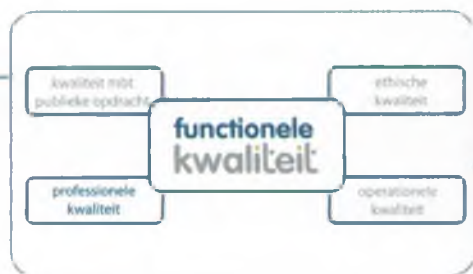 kwaliteit mbt
publieke opdracht
ethische
kwaliteit
functionele
kwaliteit
professionele
kwaliteit
operationele
kwaliteit